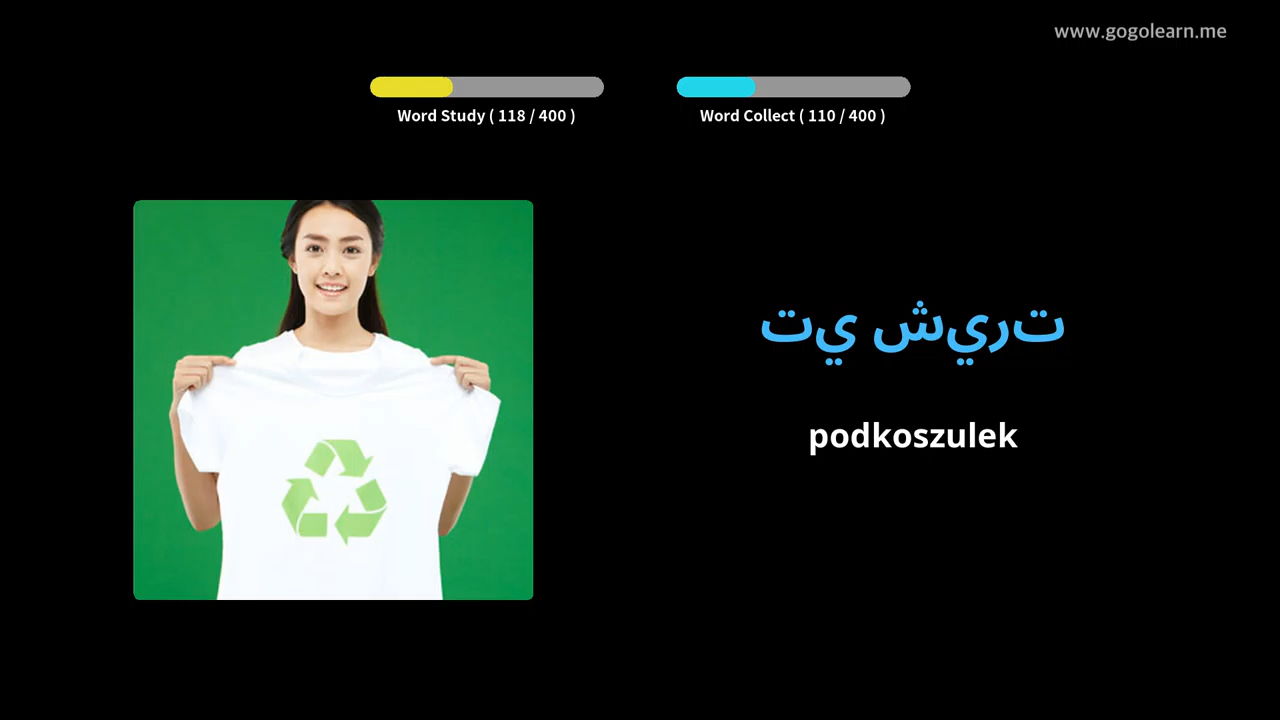 www.gogolearn.me
Word Study ( 118 / 400 )
Word Collect ( 110 / 400 )
تي شيرت
podkoszulek